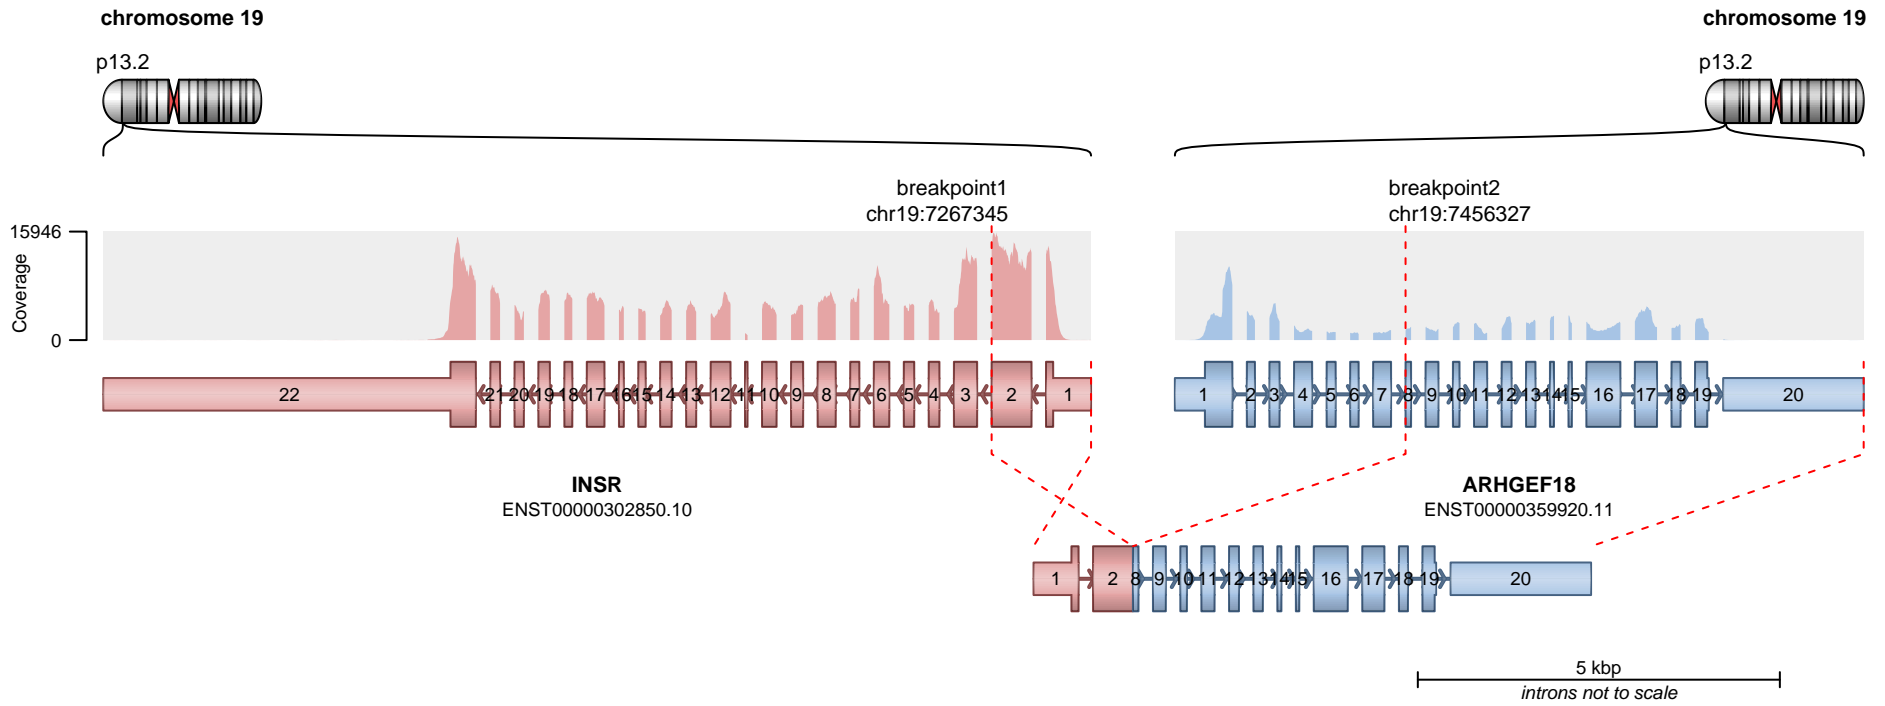 chromosome 19
chromosome 19
p13.2
p13.2
breakpoint1
chr19:7267345
breakpoint2
chr19:7456327
15946
Coverage
0
22 21 20 19 18 17 16 15 14 13 12 11 10 9 8 7 6 5 4 3 2 1
1 2 3 4 5 6 7 8 9 10 11 12 13 14 15 16 17 18 19 20
INSR
ENST00000302850.10
ARHGEF18
ENST00000359920.11
1 2 8 9 10 11 12 13 14 15 16 17 18 19 20
5 kbp
introns not to scale